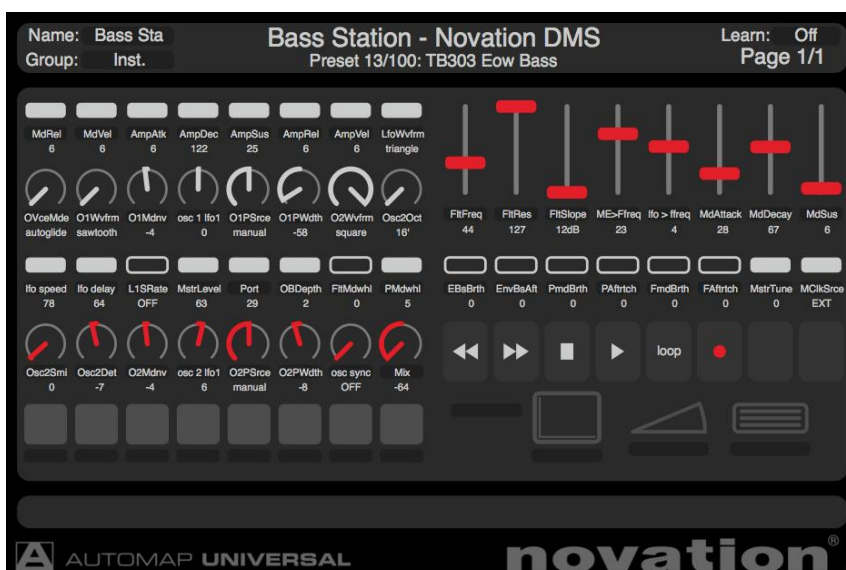 Name: Bass Sta
Bass Station - Novation DMS
Learn: Off
Group: Inst.
Preset 13/100: TB303 Eow Bass
Page 1/1
MdRel MdVel AmpAtk AmpDec AmpSus AmpRel AmpVel LfoWvfrm
6 6 6 122 25 6 6 triangle
OVceMde O1Wvfrm O1Mdnv osc 1 lfo1 O1PSrce O1PWdth O2Wvfrm Osc2Oct
autoglide sawtooth -4 0 manual -58 square 16'
FltFreq FltRes FltSlope ME>Ffreq lfo > ffreq MdAttack MdDecay MdSus
44 127 12dB 23 4 28 67 6
lfo speed lfo delay L1SRate MstrLevel Port OBDepth FltMdwhl PMdwhl
78 64 OFF 63 29 2 0 5
EBsBrth EnvBsAft PmdBrth PAftrtch FmdBrth FAftrtch MstrTune MClkSrce
0 0 0 0 0 0 0 EXT
Osc2Smi Osc2Det O2Mdnv osc 2 lfo1 O2PSrce O2PWdth osc sync Mix
0 -7 -4 6 manual -8 OFF -64
loop
A AUTOMAP UNIVERSAL
novation®